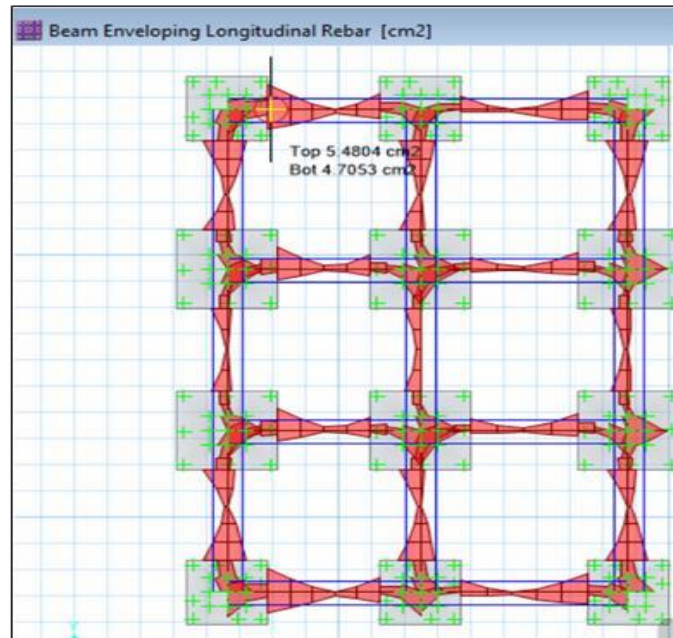 Beam Enveloping Longitudinal Rebar [cm2]
Top 5.4804 cm2
Bot 4.7053 cm2